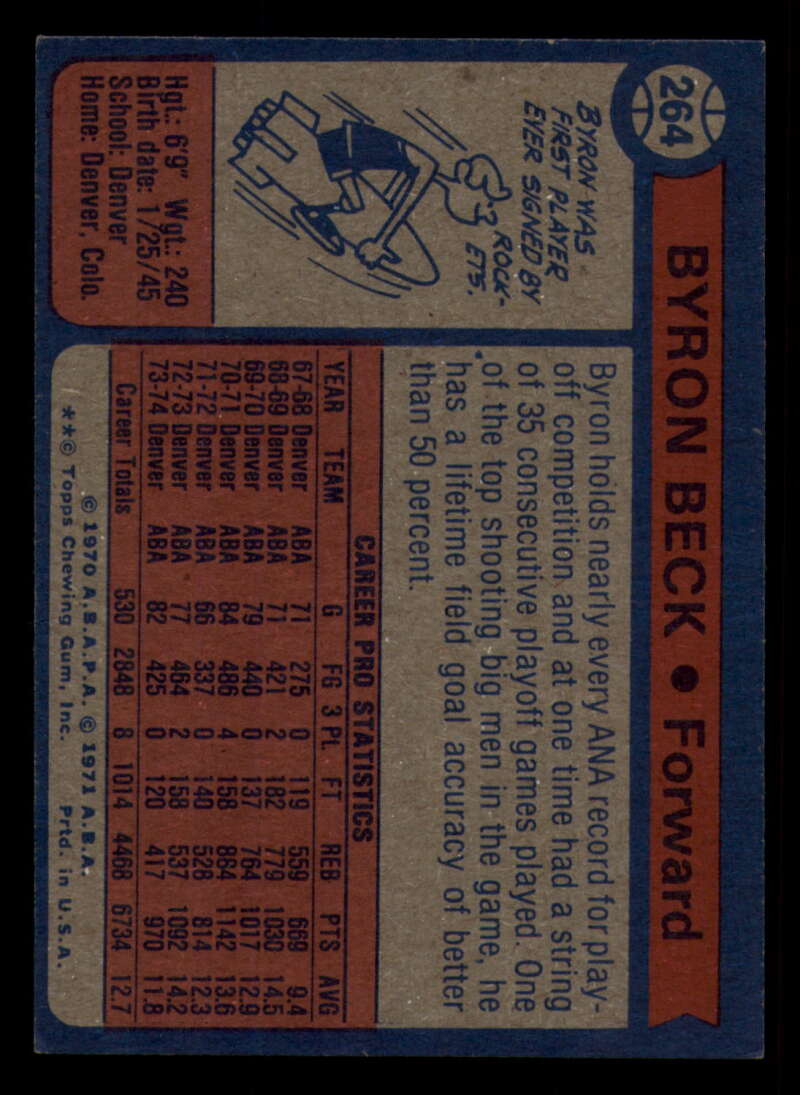 264
BYRON BECK • Forward
BYRON WAS
FIRST PLAYER
EVER SIGNED BY
ROCK-
ETS.
Hgt.: 6'9" Wgt.: 240
Birth date: 1/25/45
School: Denver
Home: Denver, Colo.
Byron holds nearly every ANA record for play-
off competition and at one time had a string
of 35 consecutive playoff games played. One
of the top shooting big men in the game, he
has a lifetime field goal accuracy of better
than 50 percent.
CAREER PRO STATISTICS
YEAR TEAM G FG 3 Pt. FT REB PTS AVG
67-68 Denver ABA 71 275 0 119 559 669 9.4
68-69 Denver ABA 71 421 2 182 779 1030 14.5
69-70 Denver ABA 79 440 0 137 764 1017 12.9
70-71 Denver ABA 84 486 4 158 884 1142 13.6
71-72 Denver ABA 66 337 0 140 528 814 12.3
72-73 Denver ABA 77 464 2 158 537 1092 14.2
73-74 Denver ABA 82 425 0 120 417 970 11.8
Career Totals 530 2848 8 1014 4468 6734 12.7
© 1970 A.B.A.P.A. © 1971 A.B.A.
**© Topps Chewing Gum, Inc. Prtd. in U.S.A.